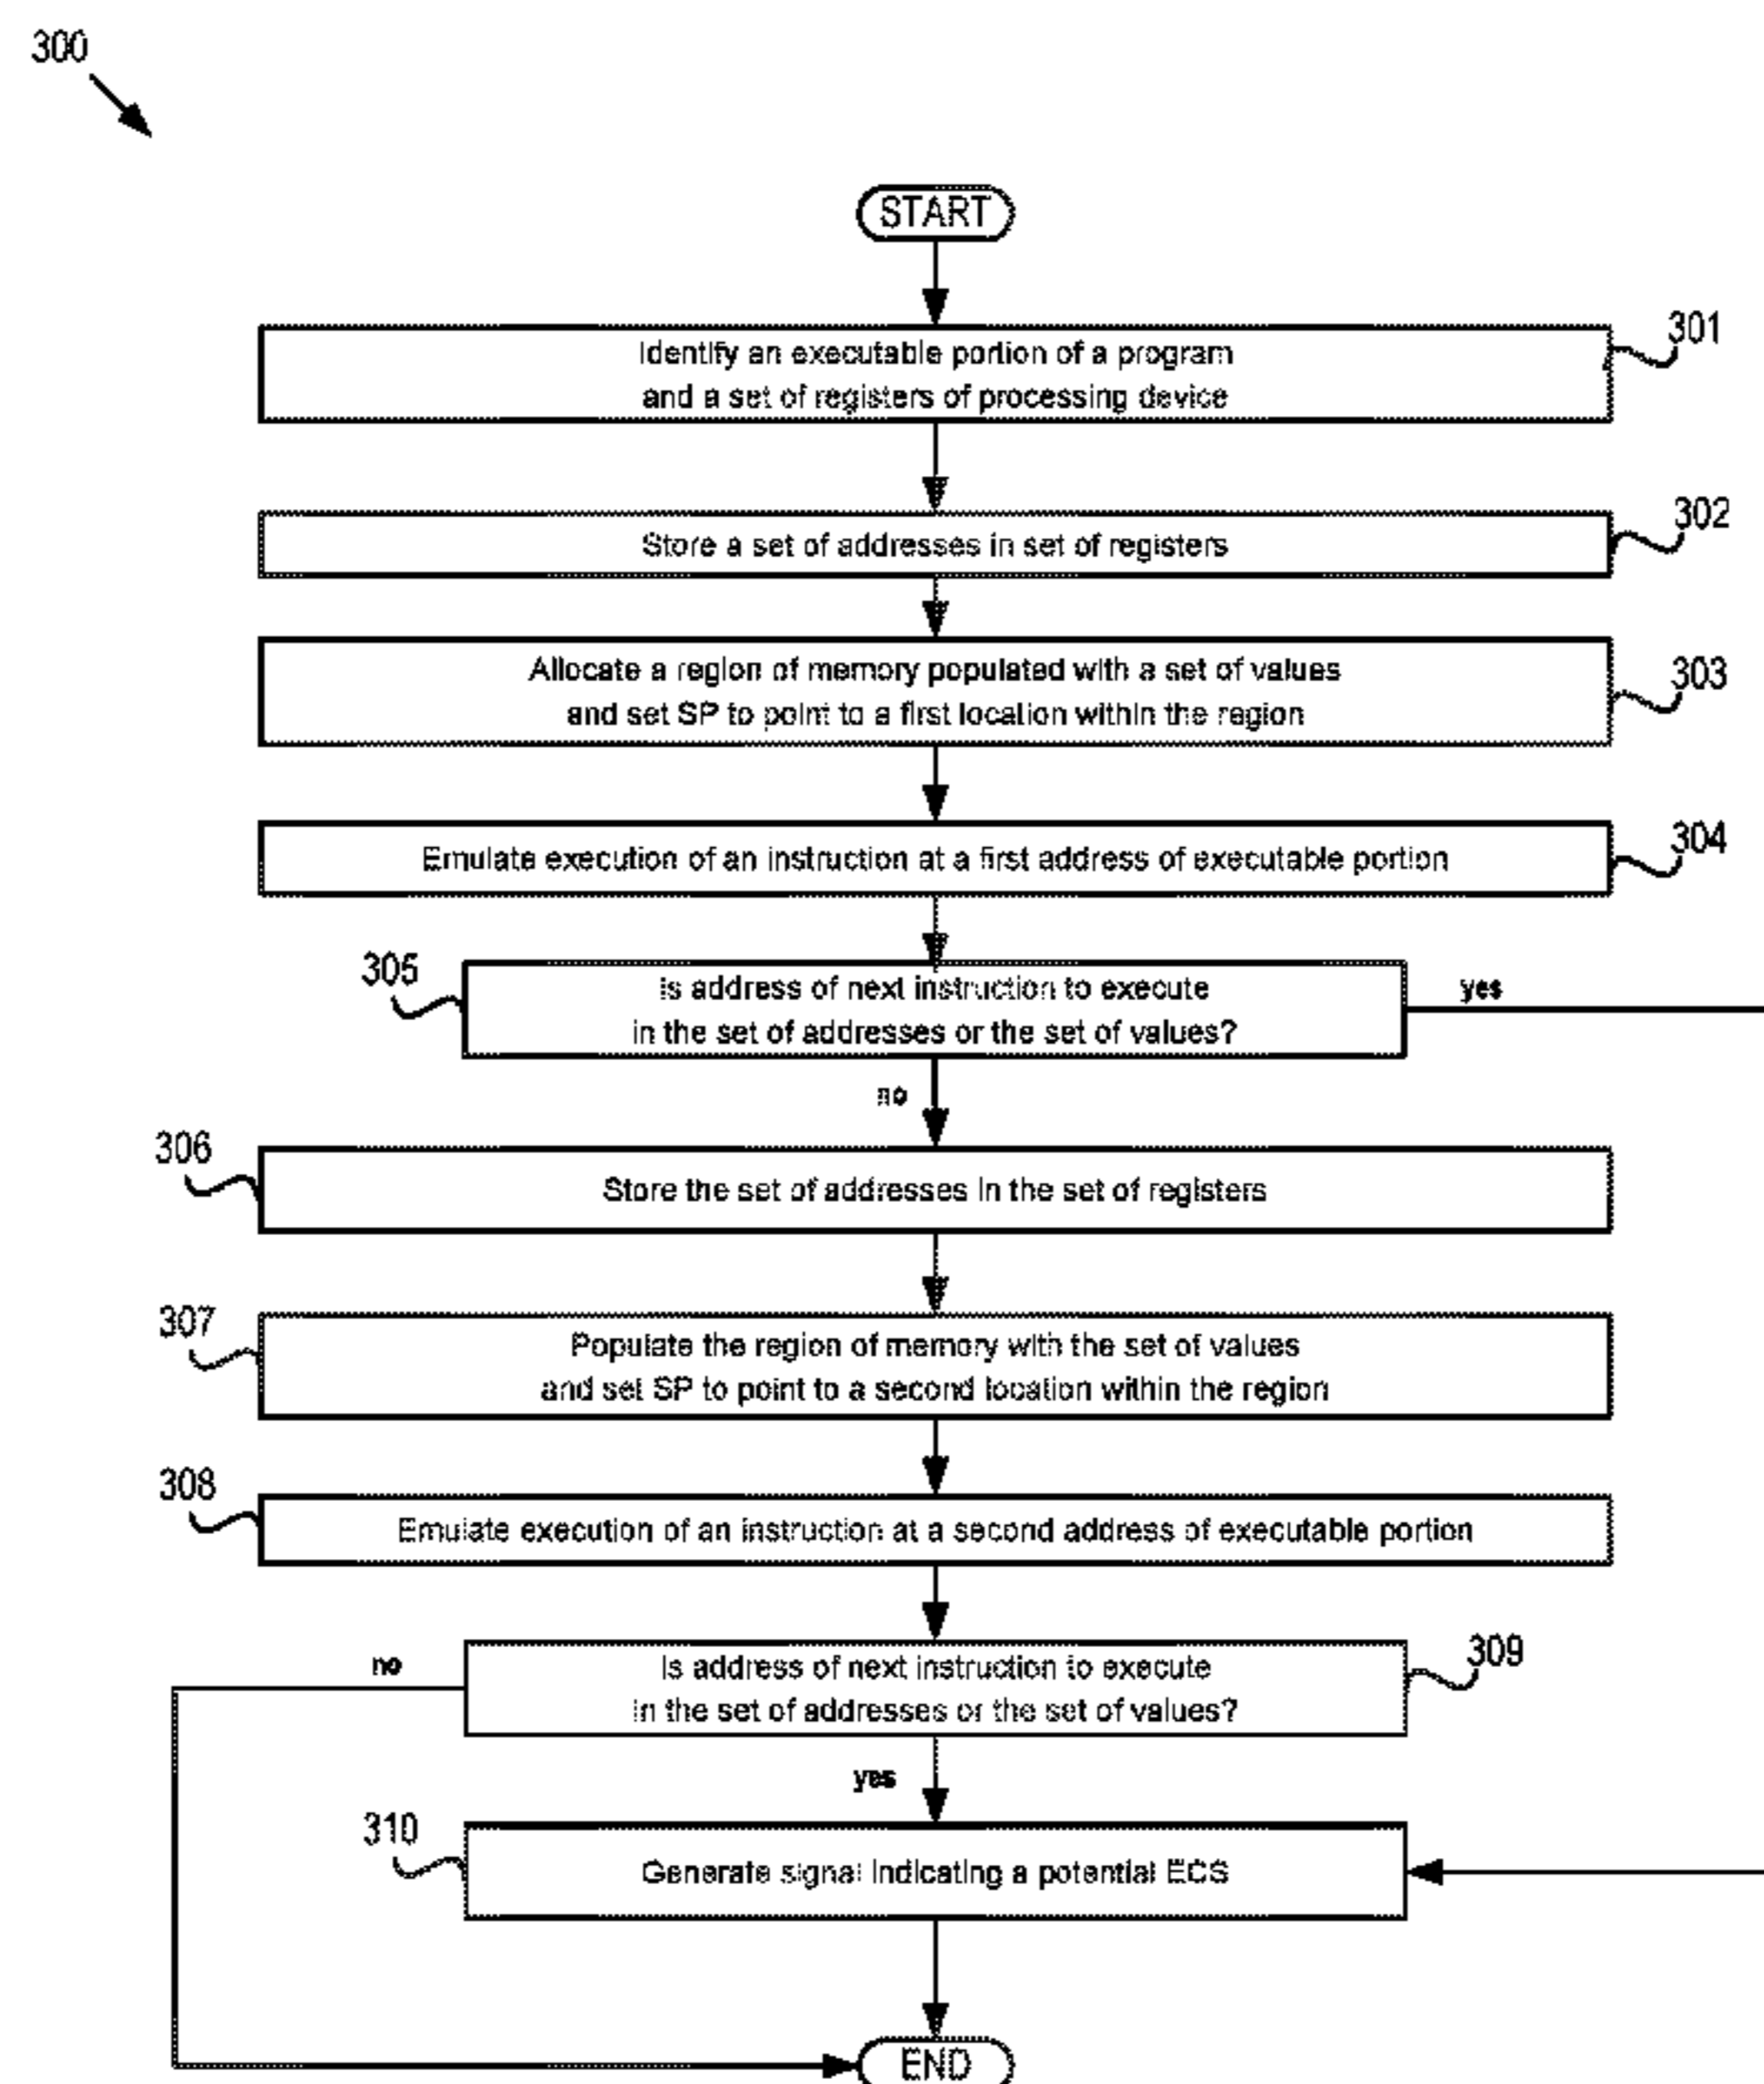 300
START
301
Identify an executable portion of a program
and a set of registers of processing device
302
Store a set of addresses in set of registers
303
Allocate a region of memory populated with a set of values
and set SP to point to a first location within the region
304
Emulate execution of an instruction at a first address of executable portion
305
Is address of next instruction to execute
in the set of addresses or the set of values?
yes
no
306
Store the set of addresses in the set of registers
307
Populate the region of memory with the set of values
and set SP to point to a second location within the region
308
Emulate execution of an instruction at a second address of executable portion
309
Is address of next instruction to execute
in the set of addresses or the set of values?
no
yes
310
Generate signal indicating a potential ECS
END